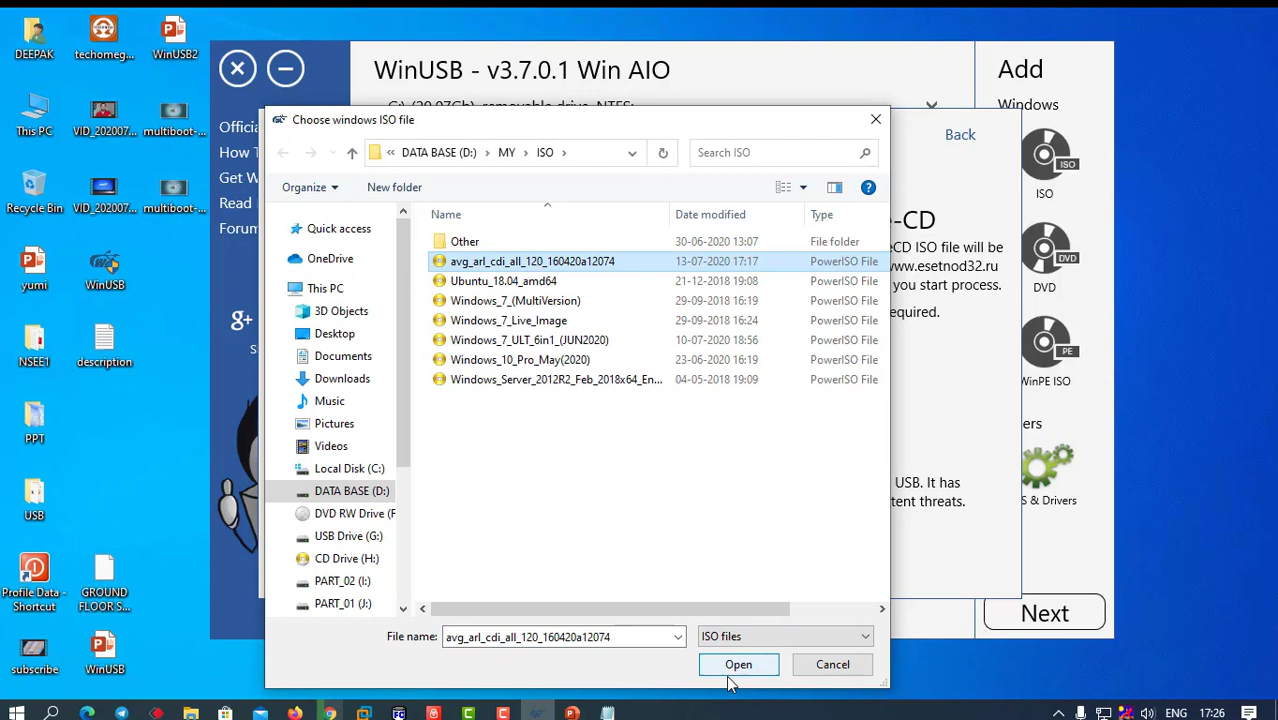 DEEPAK
techomeg...
WinUSB2
This PC
VID_202007...
multiboot-...
Recycle Bin
VID_202007...
multiboot-...
yumi
WinUSB
NSEE1
description
PPT
USB
Profile Data - Shortcut
GROUND FLOOR S...
subscribe
WinUSB
WinUSB - v3.7.0.1 Win AIO
G:\ (29.07Gb), removable drive, NTFS;
Officia
How T
Get W
Read
Forum
g+
S
Choose windows ISO file
« DATA BASE (D:) > MY > ISO >
Search ISO
Organize
New folder
Quick access
OneDrive
This PC
3D Objects
Desktop
Documents
Downloads
Music
Pictures
Videos
Local Disk (C:)
DATA BASE (D:)
DVD RW Drive (F
USB Drive (G:)
CD Drive (H:)
PART_02 (I:)
PART_01 (J:)
Name Date modified Type
Other 30-06-2020 13:07 File folder
avg_arl_cdi_all_120_160420a12074 13-07-2020 17:17 PowerISO File
Ubuntu_18.04_amd64 21-12-2018 19:08 PowerISO File
Windows_7_(MultiVersion) 29-09-2018 16:19 PowerISO File
Windows_7_Live_Image 29-09-2018 16:24 PowerISO File
Windows_7_ULT_6in1_(JUN2020) 10-07-2020 18:56 PowerISO File
Windows_10_Pro_May(2020) 23-06-2020 16:19 PowerISO File
Windows_Server_2012R2_Feb_2018x64_En... 04-05-2018 19:09 PowerISO File
File name: avg_arl_cdi_all_120_160420a12074
ISO files
Open
Cancel
Back
e-CD
eCD ISO file will be
www.esetnod32.ru
you start process.
required.
USB. It has
tent threats.
Add
Windows
ISO
ISO
DVD
DVD
PE
WinPE ISO
ers
S & Drivers
Next
ENG
17:26